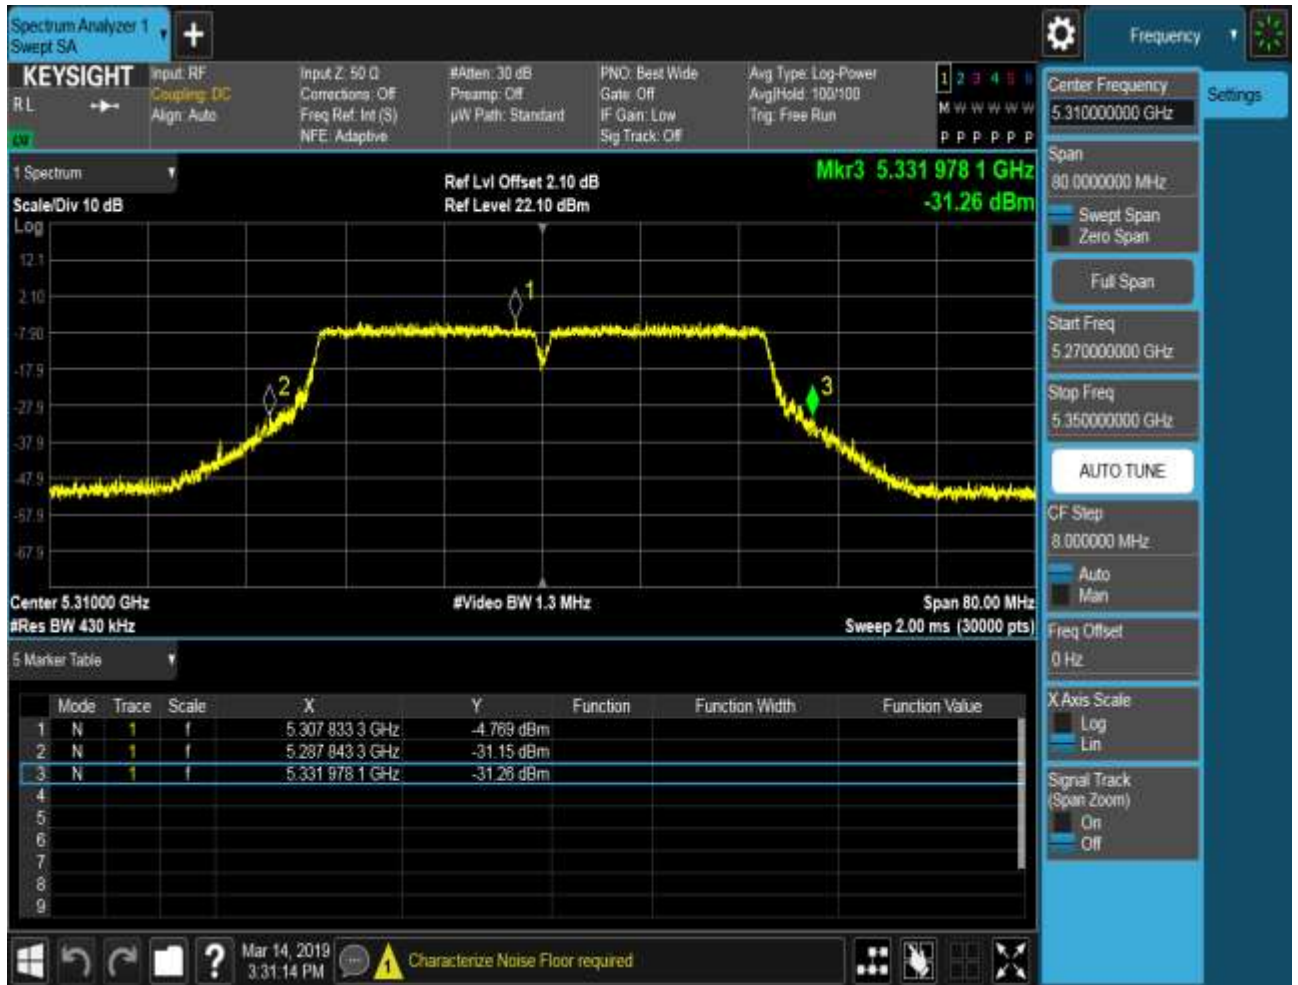 Spectrum Analyzer 1
Swept SA
Frequency
KEYSIGHT
RL
Input: RF
Coupling: DC
Align: Auto
Input Z: 50 Ω
Corrections: Off
Freq Ref: Int (S)
NFE: Adaptive
#Atten: 30 dB
Preamp: Off
µW Path: Standard
PNO: Best Wide
Gate: Off
IF Gain: Low
Sig Track: Off
Avg Type: Log-Power
Avg|Hold: 100/100
Trig: Free Run
1 2 3 4 5 6
M W W W W W
P P P P P P
1 Spectrum
Scale/Div 10 dB
Ref Lvl Offset 2.10 dB
Ref Level 22.10 dBm
Mkr3 5.331 978 1 GHz
-31.26 dBm
Log
12.1
2.10
-7.90
-17.9
-27.9
-37.9
-47.9
-57.9
-67.9
1
2
3
Center 5.31000 GHz
#Video BW 1.3 MHz
Span 80.00 MHz
#Res BW 430 kHz
Sweep 2.00 ms (30000 pts)
5 Marker Table
Mode Trace Scale X Y Function Function Width Function Value
1 N 1 f 5.307 833 3 GHz -4.769 dBm
2 N 1 f 5.287 843 3 GHz -31.15 dBm
3 N 1 f 5.331 978 1 GHz -31.26 dBm
4
5
6
7
8
9
Mar 14, 2019
3:31:14 PM
1
Characterize Noise Floor required
Center Frequency
5.310000000 GHz
Settings
Span
80.0000000 MHz
Swept Span
Zero Span
Full Span
Start Freq
5.270000000 GHz
Stop Freq
5.350000000 GHz
AUTO TUNE
CF Step
8.000000 MHz
Auto
Man
Freq Offset
0 Hz
X Axis Scale
Log
Lin
Signal Track
(Span Zoom)
On
Off